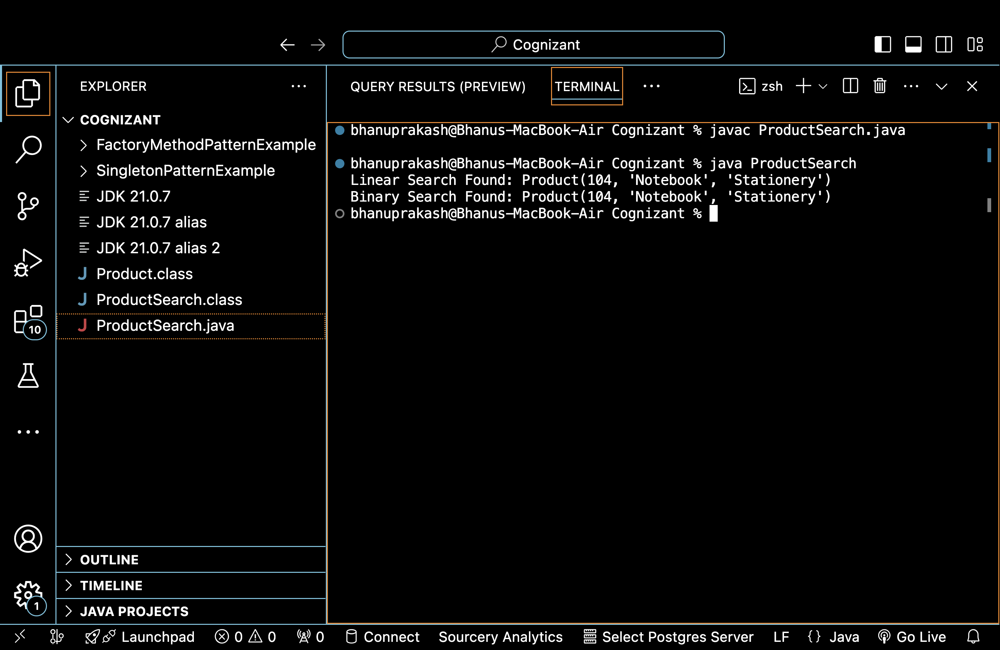 Cognizant
EXPLORER
COGNIZANT
FactoryMethodPatternExample
SingletonPatternExample
JDK 21.0.7
JDK 21.0.7 alias
JDK 21.0.7 alias 2
J Product.class
J ProductSearch.class
J ProductSearch.java
10
OUTLINE
TIMELINE
JAVA PROJECTS
1
QUERY RESULTS (PREVIEW) TERMINAL zsh
bhanuprakash@Bhanus-MacBook-Air Cognizant % javac ProductSearch.java
bhanuprakash@Bhanus-MacBook-Air Cognizant % java ProductSearch
Linear Search Found: Product(104, 'Notebook', 'Stationery')
Binary Search Found: Product(104, 'Notebook', 'Stationery')
bhanuprakash@Bhanus-MacBook-Air Cognizant %
Launchpad 0 0 0 Connect Sourcery Analytics Select Postgres Server LF {} Java Go Live